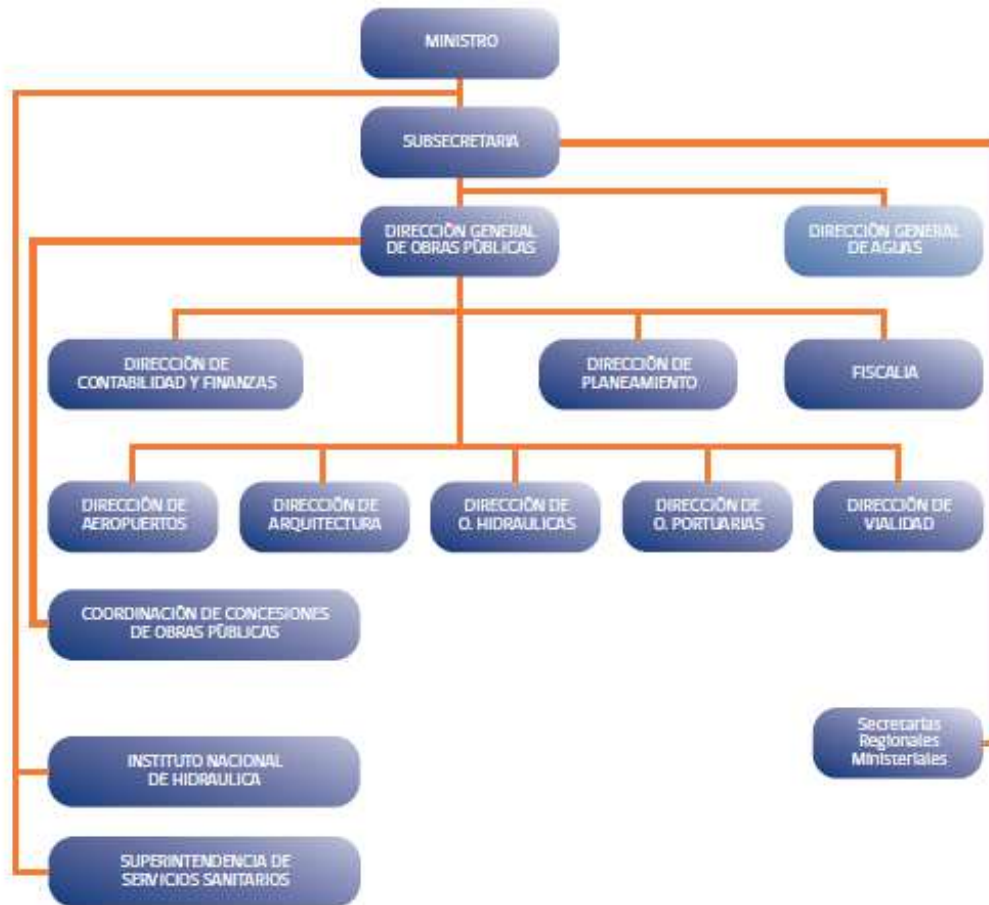 MINISTRO
SUBSECRETARIA
DIRECCIÓN GENERAL
DE OBRAS PÚBLICAS
DIRECCIÓN GENERAL
DE AGUAS
DIRECCIÓN DE
CONTABILIDAD Y FINANZAS
DIRECCIÓN DE
PLANEAMIENTO
FISCALIA
DIRECCIÓN DE
AEROPUERTOS
DIRECCIÓN DE
ARQUITECTURA
DIRECCIÓN DE
O. HIDRAULICAS
DIRECCIÓN DE
O. PORTUARIAS
DIRECCIÓN DE
VIALIDAD
COORDINACIÓN DE CONCESIONES
DE OBRAS PÚBLICAS
Secretarias
Regionales
Ministeriales
INSTITUTO NACIONAL
DE HIDRAULICA
SUPERINTENDENCIA DE
SERVICIOS SANITARIOS